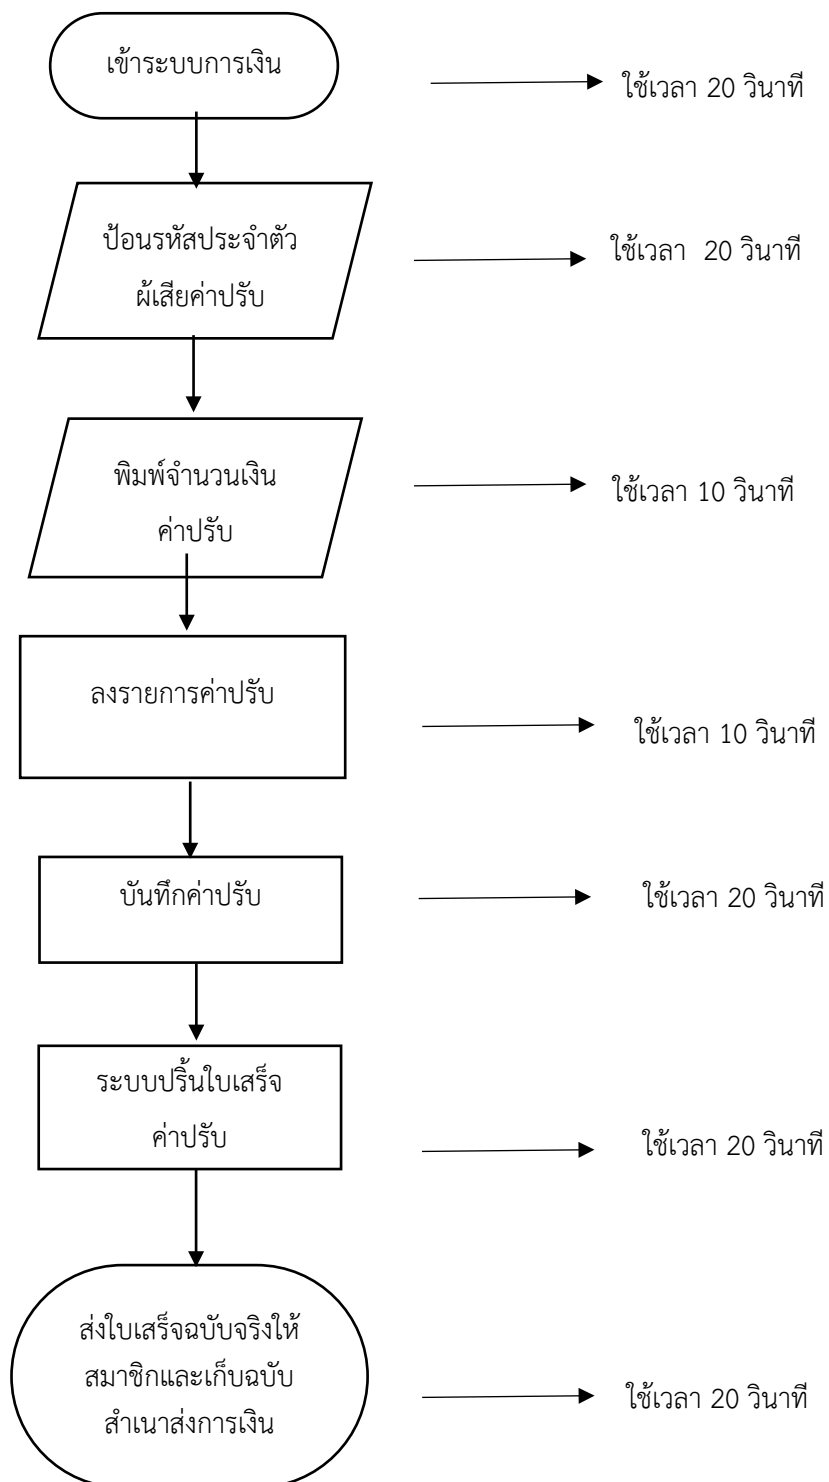 เข้าระบบการเงิน
ใช้เวลา 20 วินาที
ป้อนรหัสประจำตัว
ผ้เสียค่าปรับ
ใช้เวลา  20 วินาที
พิมพ์จำนวนเงิน
ค่าปรับ
ใช้เวลา 10 วินาที
ลงรายการค่าปรับ
ใช้เวลา 10 วินาที
บันทึกค่าปรับ
ใช้เวลา 20 วินาที
ระบบปริ้นใบเสร็จ
ค่าปรับ
ใช้เวลา 20 วินาที
ส่งใบเสร็จฉบับจริงให้
สมาชิกและเก็บฉบับ
สำเนาส่งการเงิน
ใช้เวลา 20 วินาที